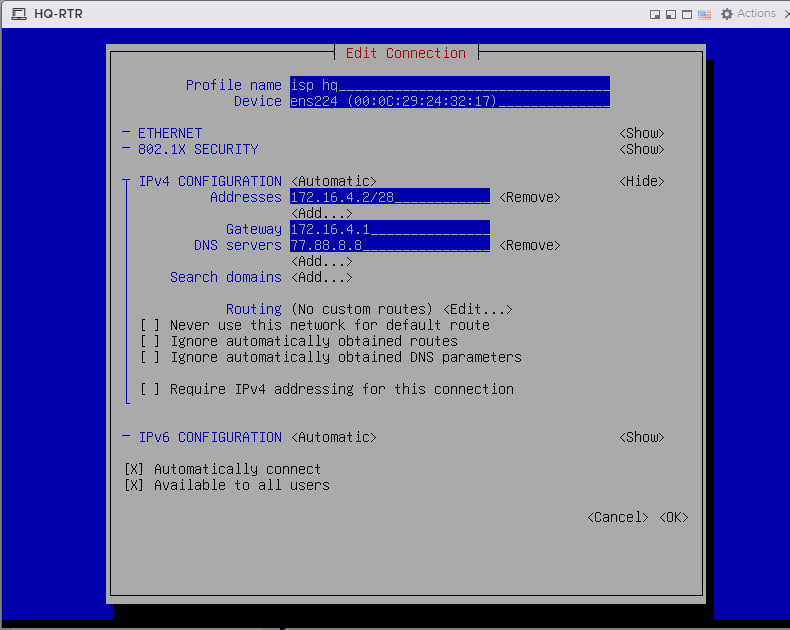 HQ-RTR
Actions
Edit Connection
Profile name isp hq
Device ens224 (00:0C:29:24:32:17)
ETHERNET <Show>
802.1X SECURITY <Show>
IPv4 CONFIGURATION <Automatic> <Hide>
Addresses 172.16.4.2/28 <Remove>
<Add...>
Gateway 172.16.4.1
DNS servers 77.88.8.8 <Remove>
<Add...>
Search domains <Add...>
Routing (No custom routes) <Edit...>
[ ] Never use this network for default route
[ ] Ignore automatically obtained routes
[ ] Ignore automatically obtained DNS parameters
[ ] Require IPv4 addressing for this connection
IPv6 CONFIGURATION <Automatic> <Show>
[X] Automatically connect
[X] Available to all users
<Cancel> <OK>